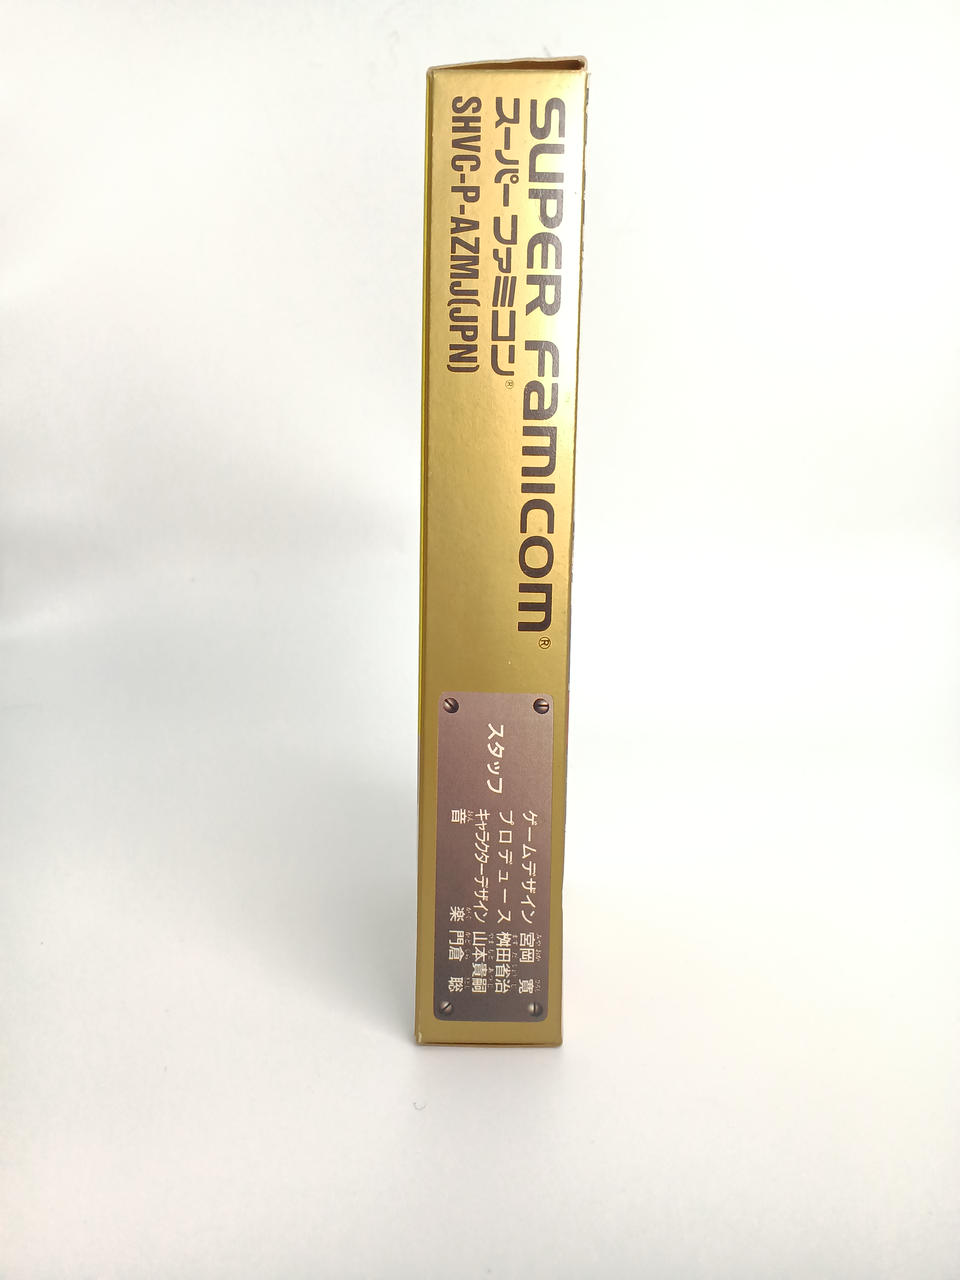 SUPER FAMICOM®
スーパーファミコン®
SHVC-P-AZMJ(JPN)
スタッフ
ゲームデザイン 宮岡 寛
プロデュース 桝田省治
キャラクターデザイン 山本貴嗣
音楽 門倉 聡